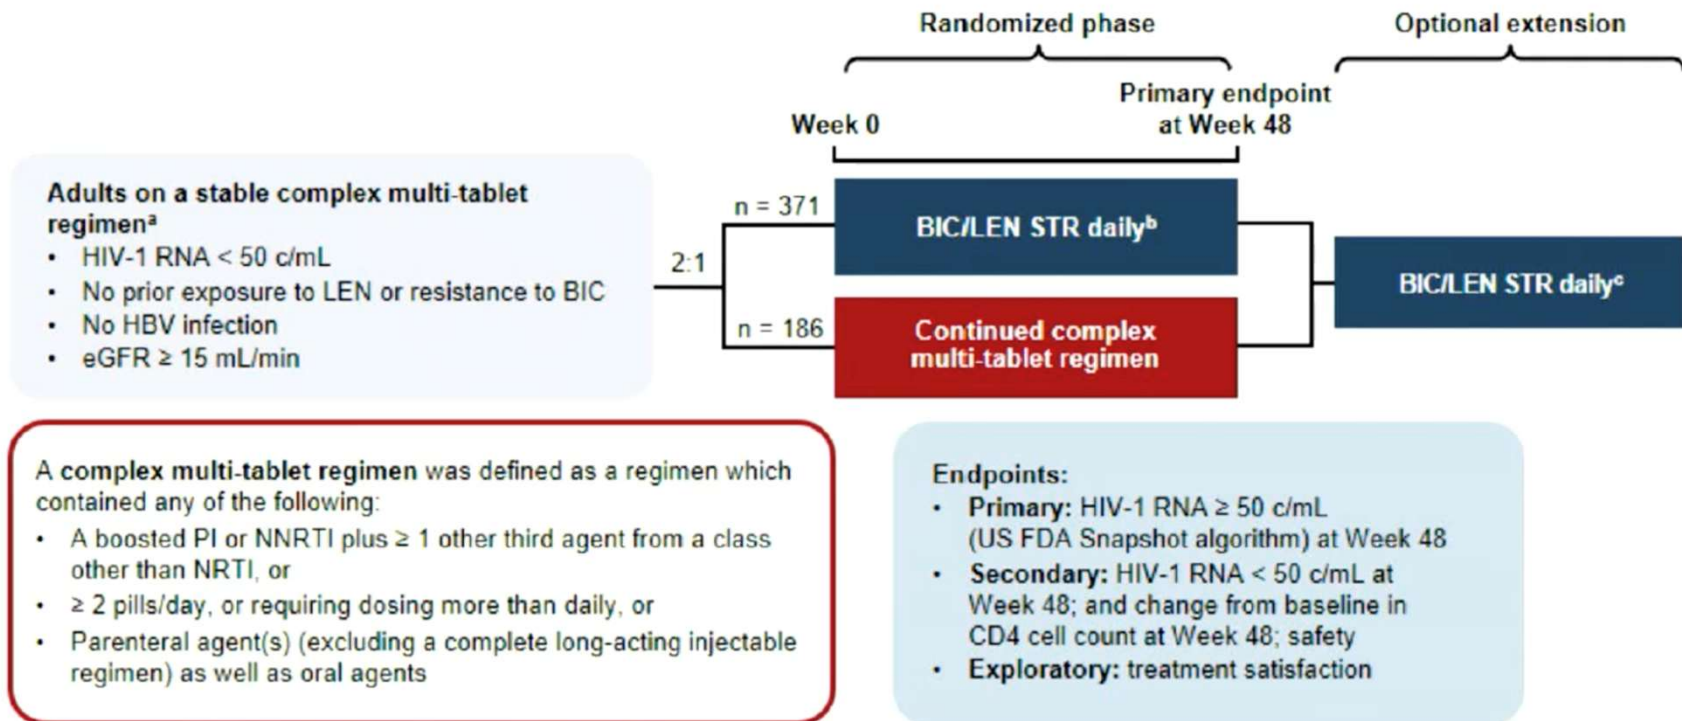 Randomized phase
Optional extension
Week 0
Primary endpoint
at Week 48
Adults on a stable complex multi-tablet
regimenᵃ
• HIV-1 RNA < 50 c/mL
• No prior exposure to LEN or resistance to BIC
• No HBV infection
• eGFR ≥ 15 mL/min
2:1
n = 371
n = 186
BIC/LEN STR dailyᵇ
Continued complex
multi-tablet regimen
BIC/LEN STR dailyᶜ
A complex multi-tablet regimen was defined as a regimen which
contained any of the following:
• A boosted PI or NNRTI plus ≥ 1 other third agent from a class
other than NRTI, or
• ≥ 2 pills/day, or requiring dosing more than daily, or
• Parenteral agent(s) (excluding a complete long-acting injectable
regimen) as well as oral agents
Endpoints:
• Primary: HIV-1 RNA ≥ 50 c/mL
(US FDA Snapshot algorithm) at Week 48
• Secondary: HIV-1 RNA < 50 c/mL at
Week 48; and change from baseline in
CD4 cell count at Week 48; safety
• Exploratory: treatment satisfaction